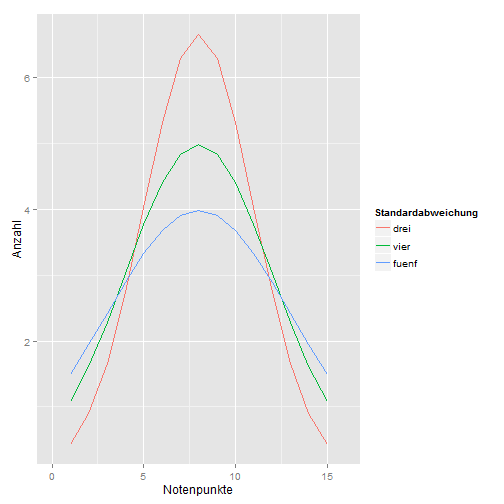 6
4
2
Anzahl
0
5
10
15
Notenpunkte
Standardabweichung
drei
vier
fuenf